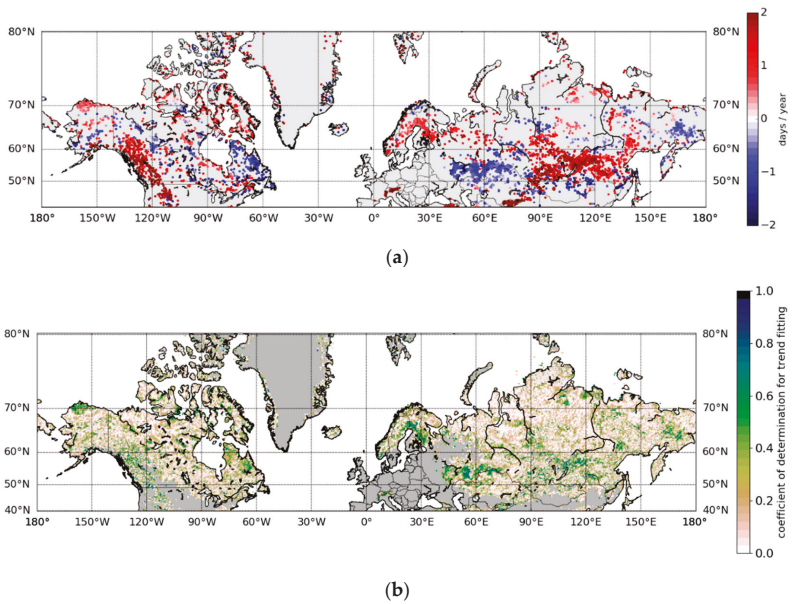 80°N 80°N 2
70°N 70°N 1
60°N 60°N 0 days / year
50°N 50°N −1
180° 150°W 120°W 90°W 60°W 30°W 0° 30°E 60°E 90°E 120°E 150°E 180° −2
(a)
1.0
80°N 80°N 0.8
70°N 70°N 0.6
60°N 60°N 0.4 coefficient of determination for trend fitting
50°N 50°N 0.2
40°N 40°N 0.0
180° 150°W 120°W 90°W 60°W 30°W 0° 30°E 60°E 90°E 120°E 150°E 180°
(b)